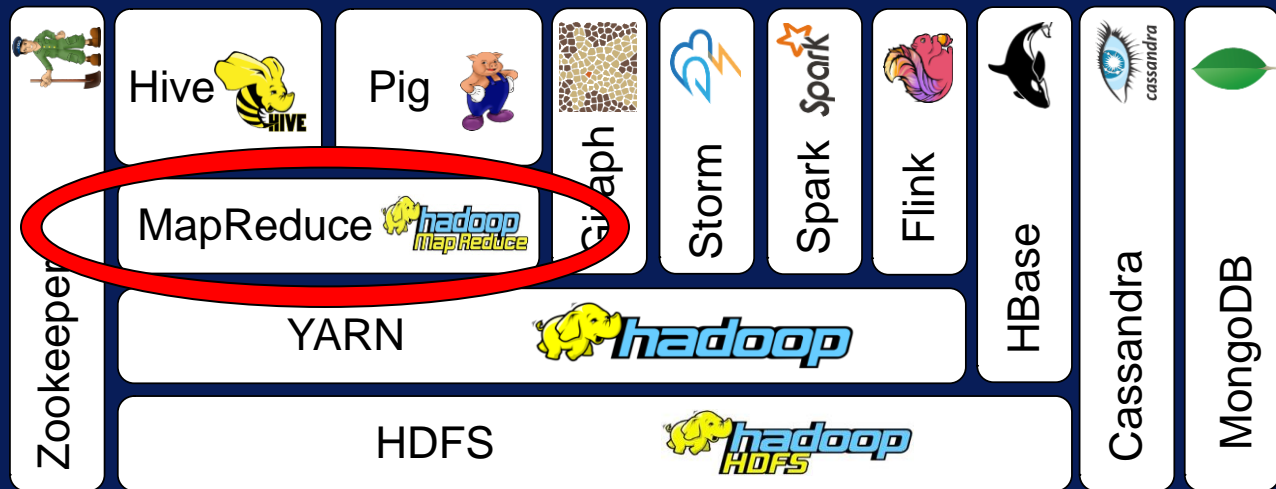 Zookeeper
Hive
HIVE
Pig
Giraph
Storm
Spark
Spark
Flink
HBase
cassandra
Cassandra
MongoDB
MapReduce
hadoop
Map Reduce
YARN
hadoop
HDFS
hadoop
HDFS